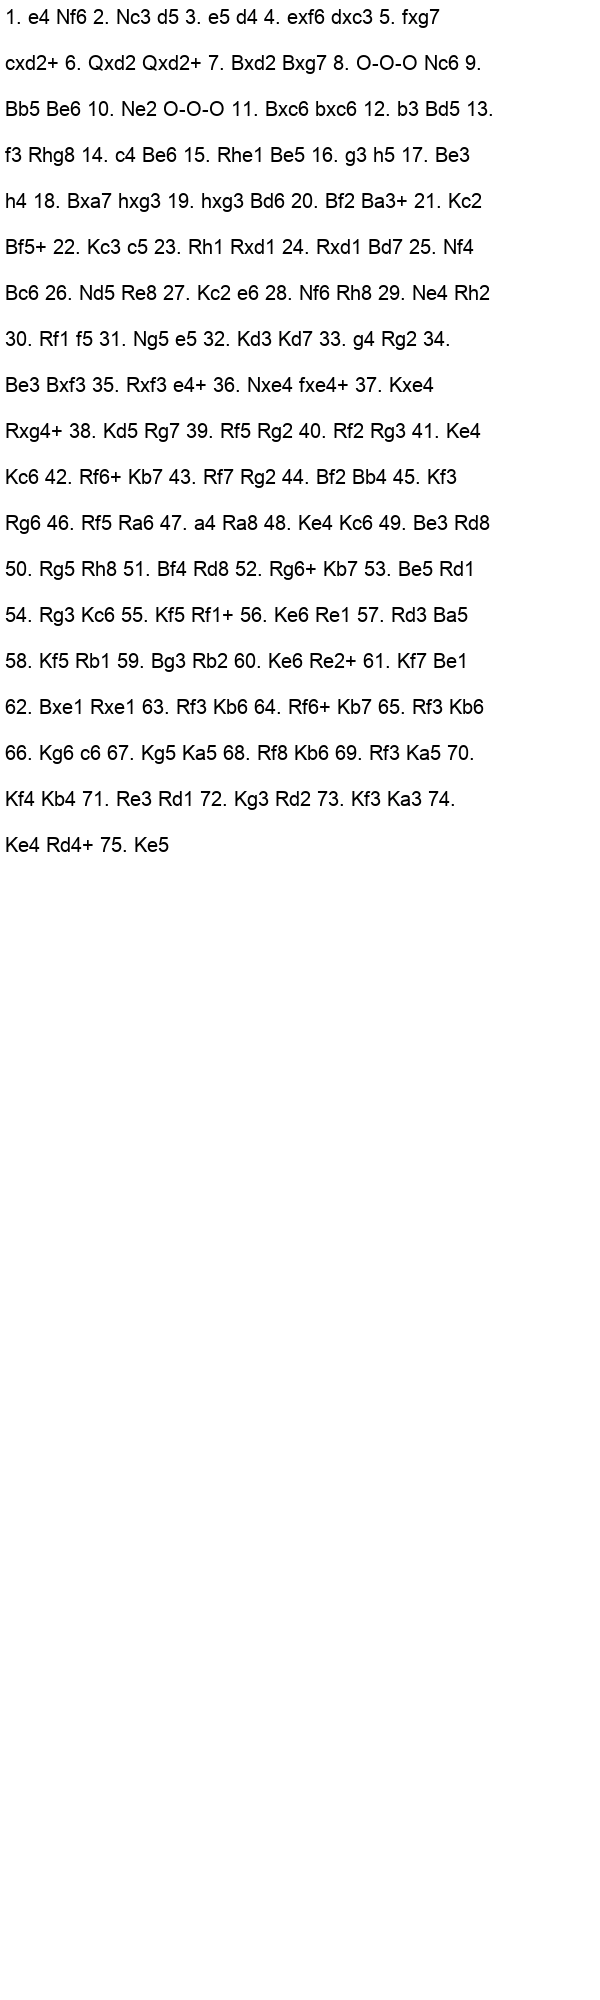 1. e4 Nf6 2. Nc3 d5 3. e5 d4 4. exf6 dxc3 5. fxg7
cxd2+ 6. Qxd2 Qxd2+ 7. Bxd2 Bxg7 8. O-O-O Nc6 9.
Bb5 Be6 10. Ne2 O-O-O 11. Bxc6 bxc6 12. b3 Bd5 13.
f3 Rhg8 14. c4 Be6 15. Rhe1 Be5 16. g3 h5 17. Be3
h4 18. Bxa7 hxg3 19. hxg3 Bd6 20. Bf2 Ba3+ 21. Kc2
Bf5+ 22. Kc3 c5 23. Rh1 Rxd1 24. Rxd1 Bd7 25. Nf4
Bc6 26. Nd5 Re8 27. Kc2 e6 28. Nf6 Rh8 29. Ne4 Rh2
30. Rf1 f5 31. Ng5 e5 32. Kd3 Kd7 33. g4 Rg2 34.
Be3 Bxf3 35. Rxf3 e4+ 36. Nxe4 fxe4+ 37. Kxe4
Rxg4+ 38. Kd5 Rg7 39. Rf5 Rg2 40. Rf2 Rg3 41. Ke4
Kc6 42. Rf6+ Kb7 43. Rf7 Rg2 44. Bf2 Bb4 45. Kf3
Rg6 46. Rf5 Ra6 47. a4 Ra8 48. Ke4 Kc6 49. Be3 Rd8
50. Rg5 Rh8 51. Bf4 Rd8 52. Rg6+ Kb7 53. Be5 Rd1
54. Rg3 Kc6 55. Kf5 Rf1+ 56. Ke6 Re1 57. Rd3 Ba5
58. Kf5 Rb1 59. Bg3 Rb2 60. Ke6 Re2+ 61. Kf7 Be1
62. Bxe1 Rxe1 63. Rf3 Kb6 64. Rf6+ Kb7 65. Rf3 Kb6
66. Kg6 c6 67. Kg5 Ka5 68. Rf8 Kb6 69. Rf3 Ka5 70.
Kf4 Kb4 71. Re3 Rd1 72. Kg3 Rd2 73. Kf3 Ka3 74.
Ke4 Rd4+ 75. Ke5